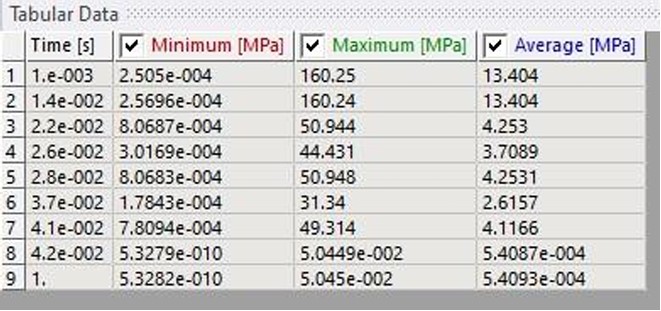 Tabular Data
Time [s] Minimum [MPa] Maximum [MPa] Average [MPa]
1 1.e-003 2.505e-004 160.25 13.404
2 1.4e-002 2.5696e-004 160.24 13.404
3 2.2e-002 8.0687e-004 50.944 4.253
4 2.6e-002 3.0169e-004 44.431 3.7089
5 2.8e-002 8.0683e-004 50.948 4.2531
6 3.7e-002 1.7843e-004 31.34 2.6157
7 4.1e-002 7.8094e-004 49.314 4.1166
8 4.2e-002 5.3279e-010 5.0449e-002 5.4087e-004
9 1. 5.3282e-010 5.045e-002 5.4093e-004